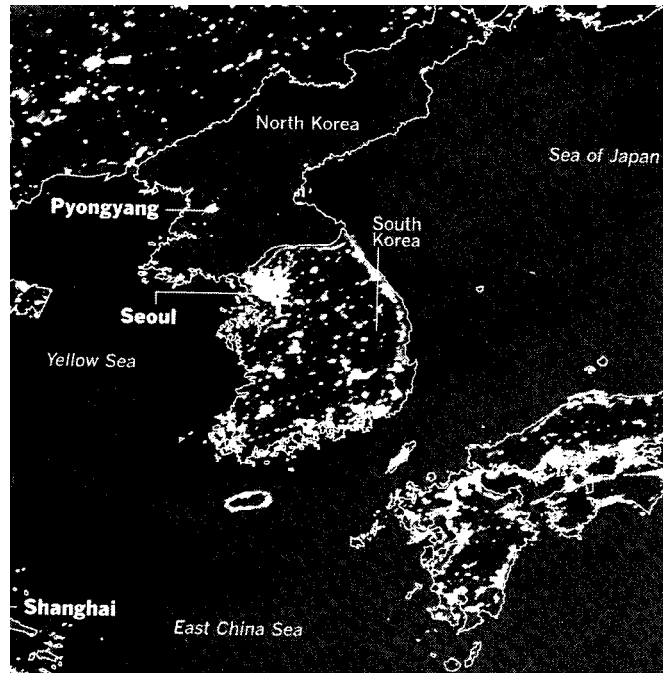 North Korea
Sea of Japan
Pyongyang
South
Korea
Seoul
Yellow Sea
Shanghai
East China Sea